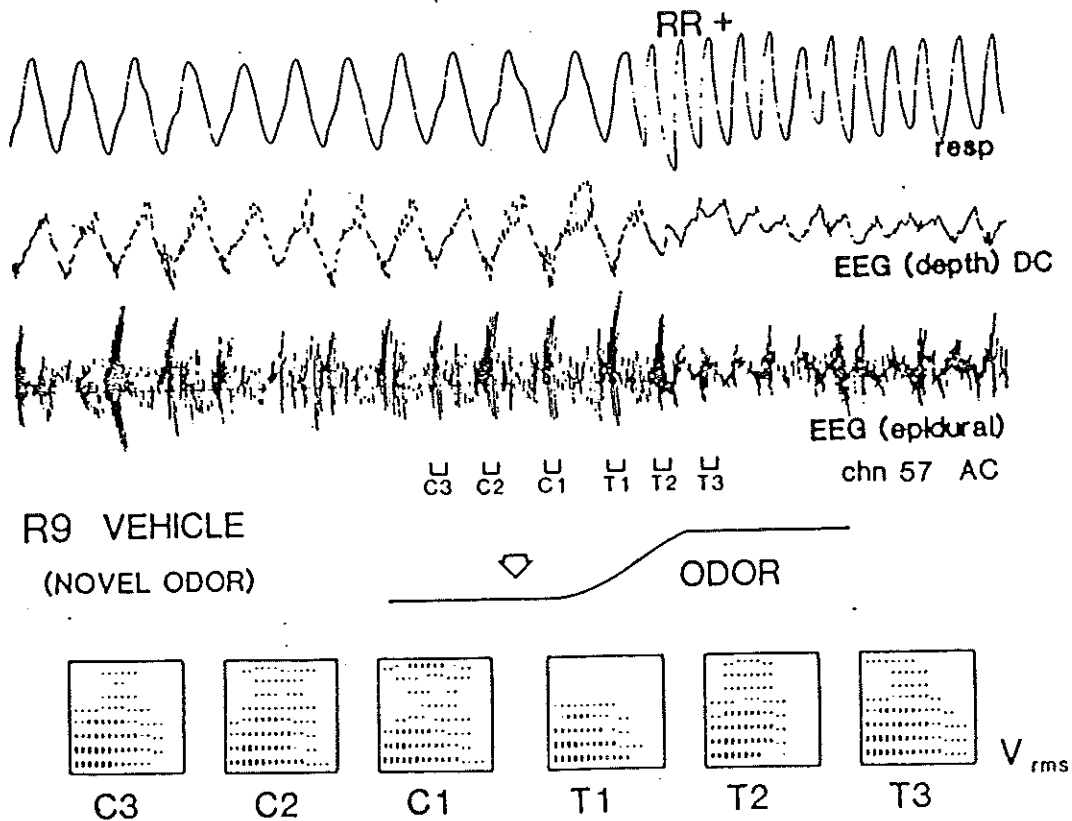 RR +
resp
EEG (depth) DC
EEG (epidural)
chn 57 AC
C3 C2 C1 T1 T2 T3
R9 VEHICLE
(NOVEL ODOR)
ODOR
V rms
C3 C2 C1 T1 T2 T3